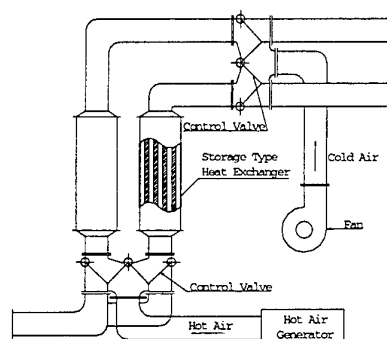 Control Valve
Storage Type
Heat Exchanger
Cold Air
Fan
Control Valve
Hot Air
Hot Air
Generator